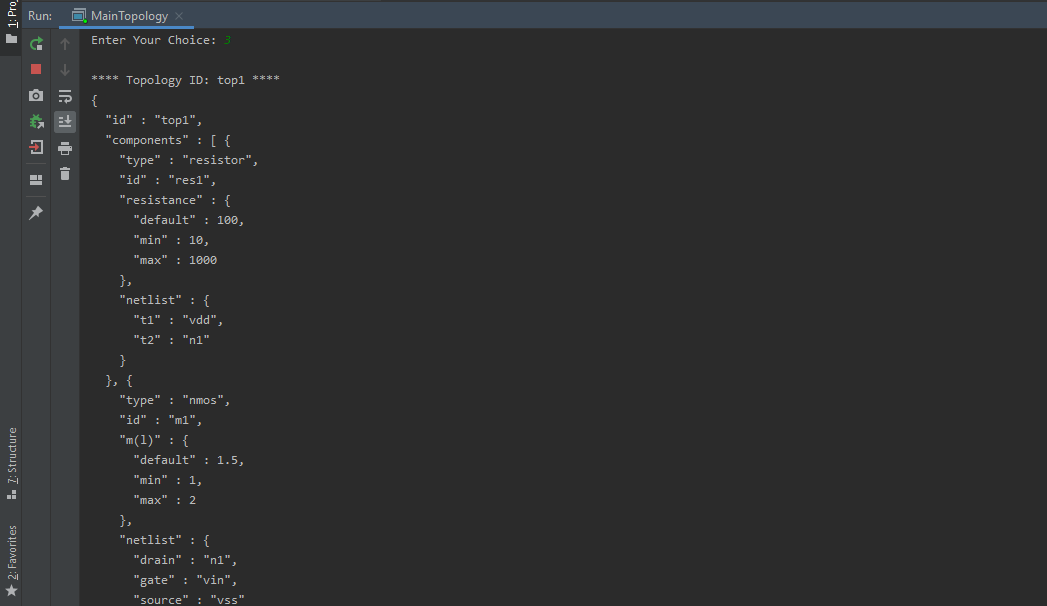 Run: MainTopology
1: Pro
Enter Your Choice: 3
**** Topology ID: top1 ****
{
"id" : "top1",
"components" : [ {
"type" : "resistor",
"id" : "res1",
"resistance" : {
"default" : 100,
"min" : 10,
"max" : 1000
},
"netlist" : {
"t1" : "vdd",
"t2" : "n1"
}
}, {
"type" : "nmos",
"id" : "m1",
"m(l)" : {
"default" : 1.5,
"min" : 1,
"max" : 2
},
"netlist" : {
"drain" : "n1",
"gate" : "vin",
"source" : "vss"
7: Structure
2: Favorites